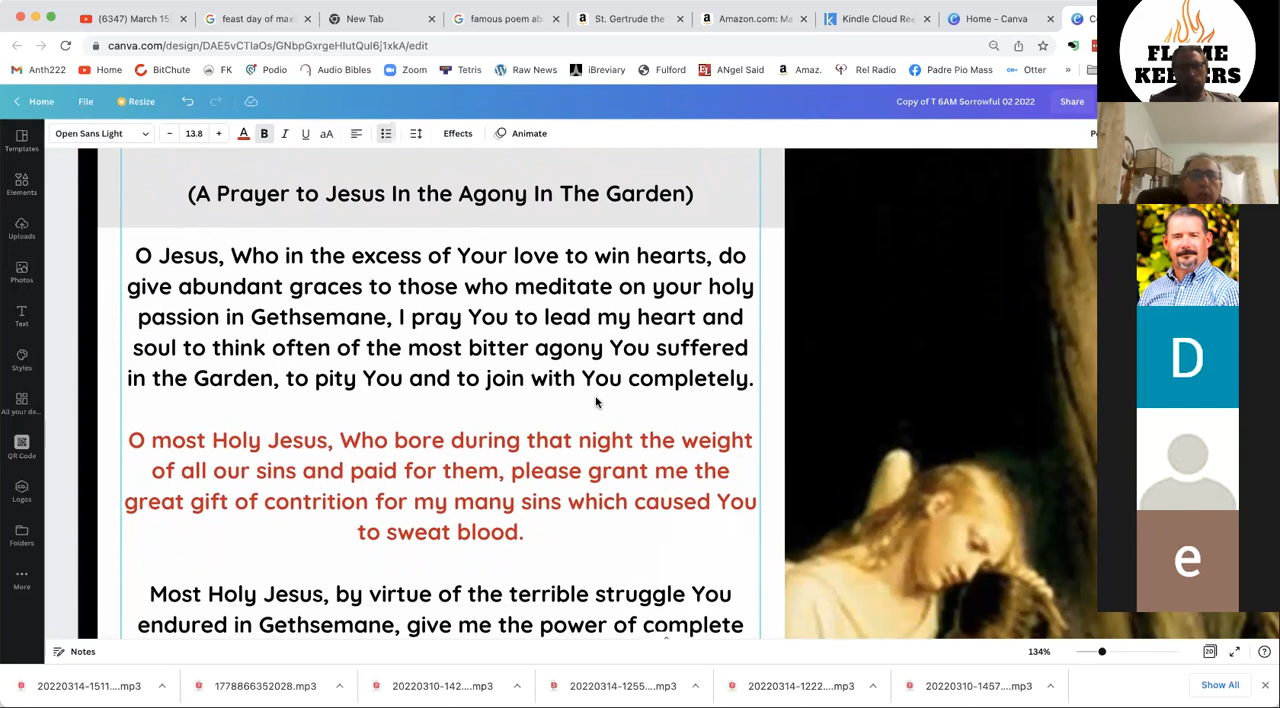 (6347) March 15
feast day of max
New Tab
famous poem ab
St. Gertrude the
Amazon.com: Ma
Kindle Cloud Rea
Home - Canva
canva.com/design/DAE5vCTlaOs/GNbpGxrgeHIutQuI6j1xkA/edit
Anth222
Home
BitChute
FK
Podio
Audio Bibles
Zoom
Tetris
Raw News
iBreviary
Fulford
ANgel Said
Amaz.
Rel Radio
Padre Pio Mass
Otter
»
FLAME
KEEPERS
Home
File
Resize
Copy of T 6AM Sorrowful 02 2022
Share
Open Sans Light
– 13.8 +
A B I U aA
Effects
Animate
Templates
Elements
Uploads
Photos
Text
Styles
All your de...
QR Code
Logos
Folders
More
(A Prayer to Jesus In the Agony In The Garden)
O Jesus, Who in the excess of Your love to win hearts, do
give abundant graces to those who meditate on your holy
passion in Gethsemane, I pray You to lead my heart and
soul to think often of the most bitter agony You suffered
in the Garden, to pity You and to join with You completely.
O most Holy Jesus, Who bore during that night the weight
of all our sins and paid for them, please grant me the
great gift of contrition for my many sins which caused You
to sweat blood.
Most Holy Jesus, by virtue of the terrible struggle You
endured in Gethsemane, give me the power of complete
D
e
Notes
134%
20
20220314-1511....mp3
1778866352028.mp3
20220310-142....mp3
20220314-1255....mp3
20220314-1222....mp3
20220310-1457....mp3
Show All